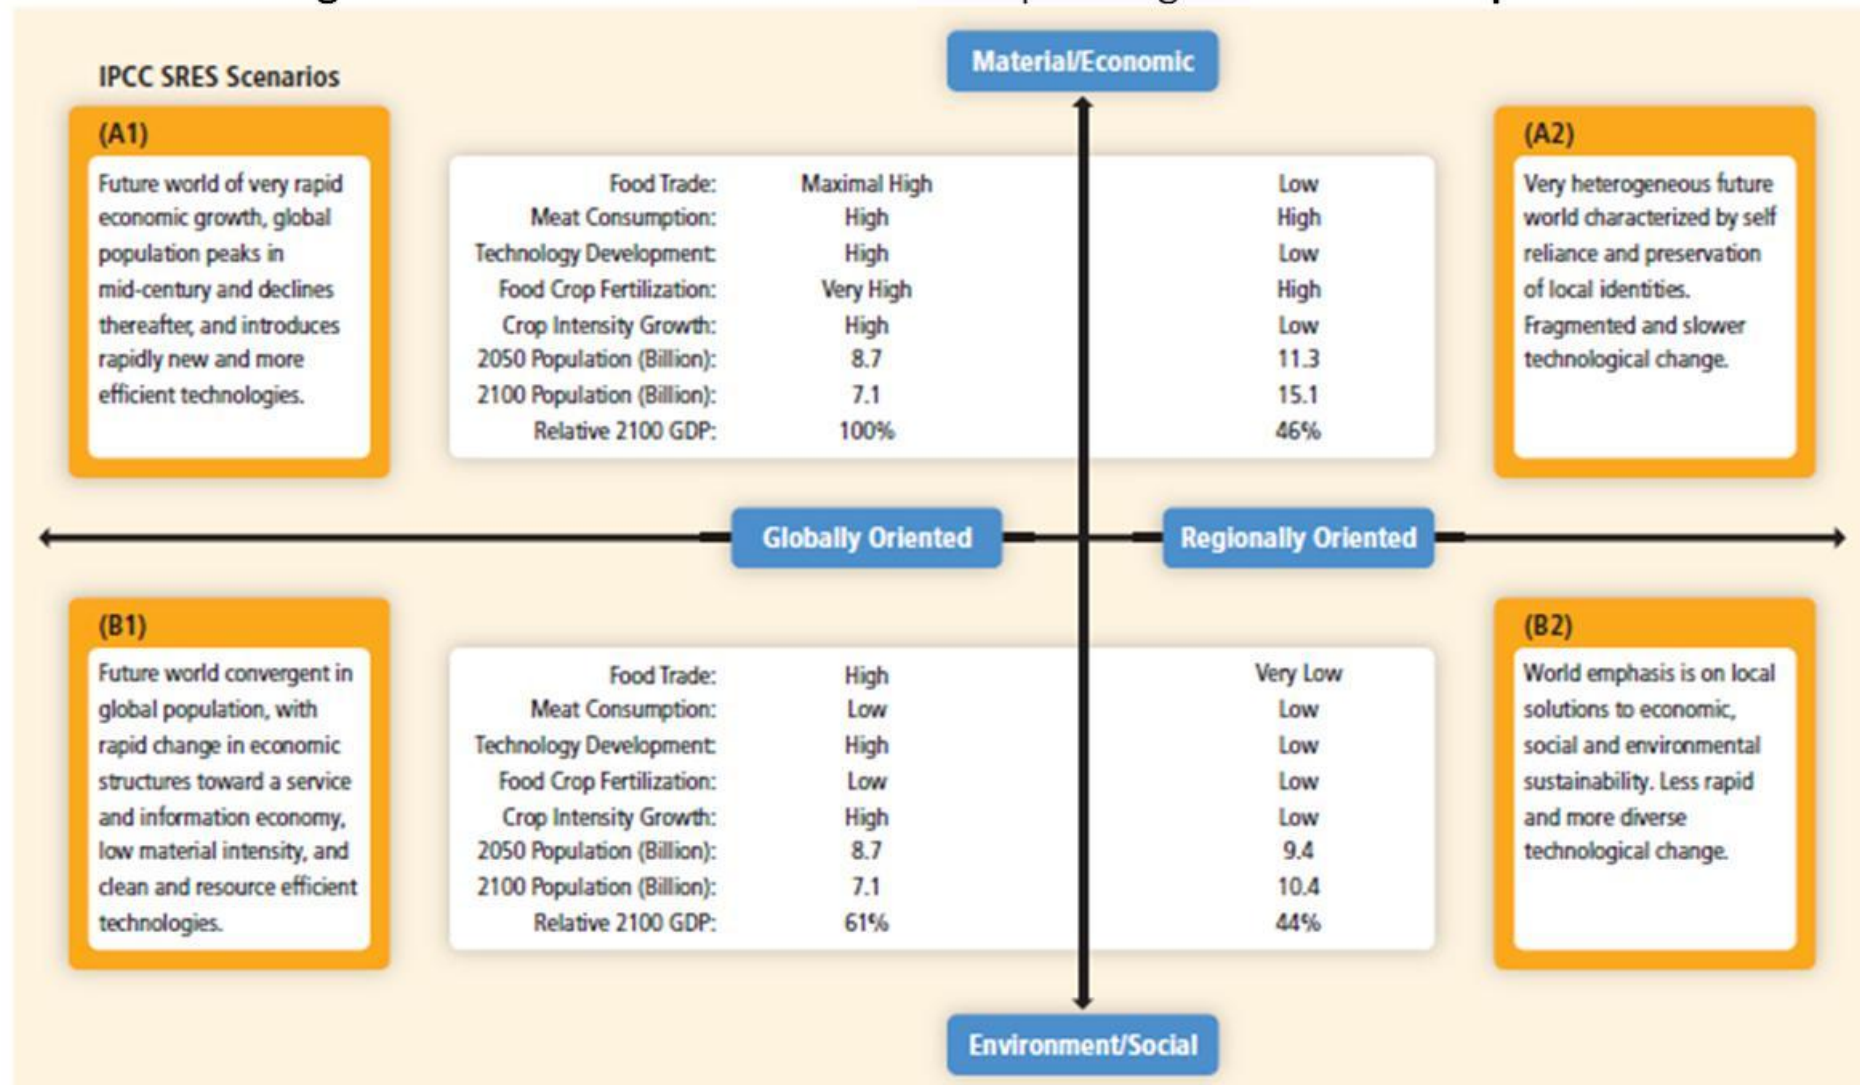 Material/Economic
IPCC SRES Scenarios
(A1)
Future world of very rapid
economic growth, global
population peaks in
mid-century and declines
thereafter, and introduces
rapidly new and more
efficient technologies.
Food Trade: Maximal High Low
Meat Consumption: High High
Technology Development: High Low
Food Crop Fertilization: Very High High
Crop Intensity Growth: High Low
2050 Population (Billion): 8.7 11.3
2100 Population (Billion): 7.1 15.1
Relative 2100 GDP: 100% 46%
(A2)
Very heterogeneous future
world characterized by self
reliance and preservation
of local identities.
Fragmented and slower
technological change.
Globally Oriented
Regionally Oriented
(B1)
Future world convergent in
global population, with
rapid change in economic
structures toward a service
and information economy,
low material intensity, and
clean and resource efficient
technologies.
Food Trade: High Very Low
Meat Consumption: Low Low
Technology Development: High Low
Food Crop Fertilization: Low Low
Crop Intensity Growth: High Low
2050 Population (Billion): 8.7 9.4
2100 Population (Billion): 7.1 10.4
Relative 2100 GDP: 61% 44%
(B2)
World emphasis is on local
solutions to economic,
social and environmental
sustainability. Less rapid
and more diverse
technological change.
Environment/Social